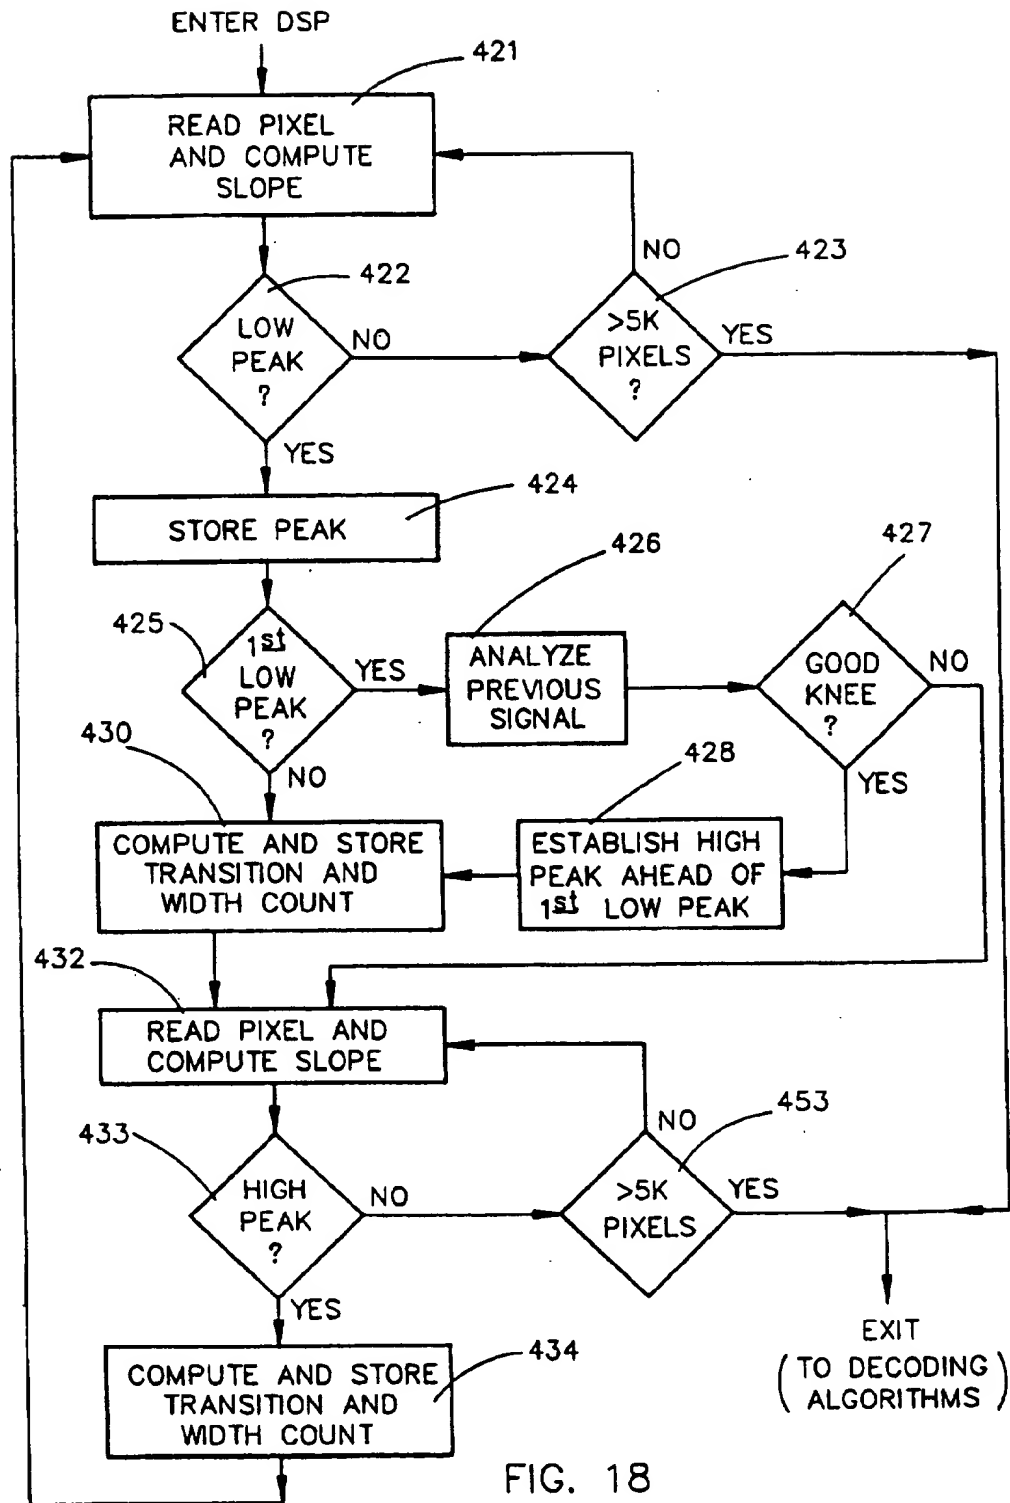 ENTER DSP
421
READ PIXEL
AND COMPUTE
SLOPE
422
LOW
PEAK
?
NO
YES
NO
423
>5K
PIXELS
?
YES
424
STORE PEAK
425
1st
LOW
PEAK
?
YES
NO
426
ANALYZE
PREVIOUS
SIGNAL
427
GOOD
KNEE
?
NO
YES
430
COMPUTE AND STORE
TRANSITION AND
WIDTH COUNT
428
ESTABLISH HIGH
PEAK AHEAD OF
1st LOW PEAK
432
READ PIXEL AND
COMPUTE SLOPE
433
HIGH
PEAK
?
NO
YES
NO
453
>5K
PIXELS
YES
434
COMPUTE AND STORE
TRANSITION AND
WIDTH COUNT
EXIT
(TO DECODING
ALGORITHMS)
FIG. 18